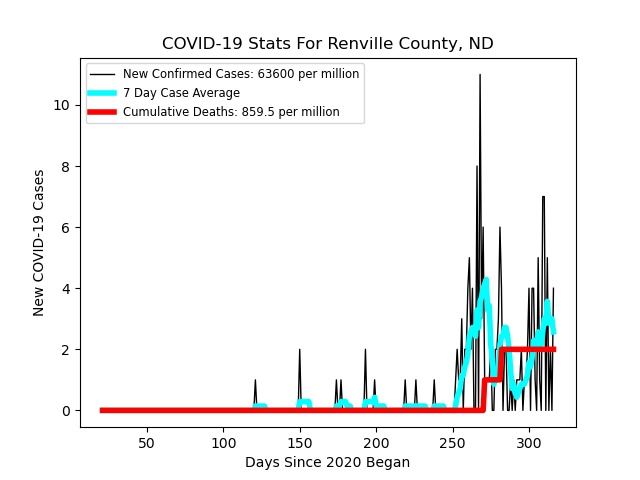 COVID-19 Stats For Renville County, ND
New Confirmed Cases: 63600 per million
7 Day Case Average
Cumulative Deaths: 859.5 per million
New COVID-19 Cases
10
8
6
4
2
0
50 100 150 200 250 300
Days Since 2020 Began